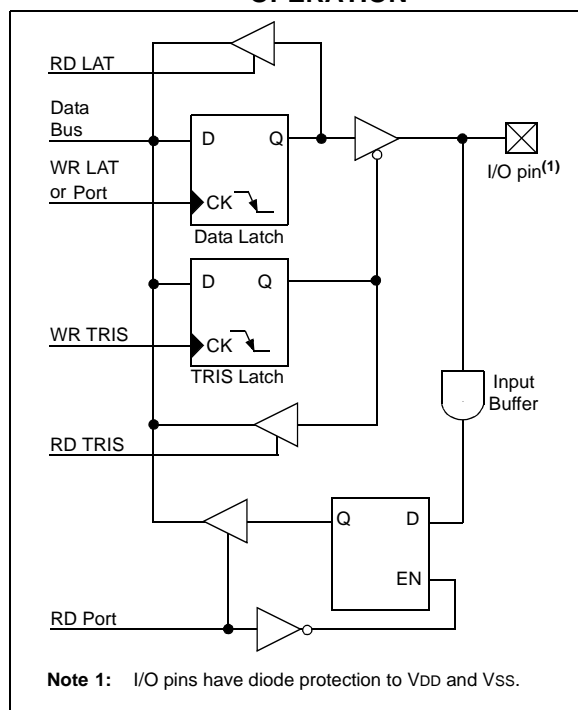 OPERATION
RD LAT
Data
Bus
D Q
WR LAT
or Port
CK
Data Latch
I/O pin(1)
D Q
WR TRIS
CK
TRIS Latch
Input
Buffer
RD TRIS
Q D
EN
RD Port
Note 1: I/O pins have diode protection to VDD and VSS.